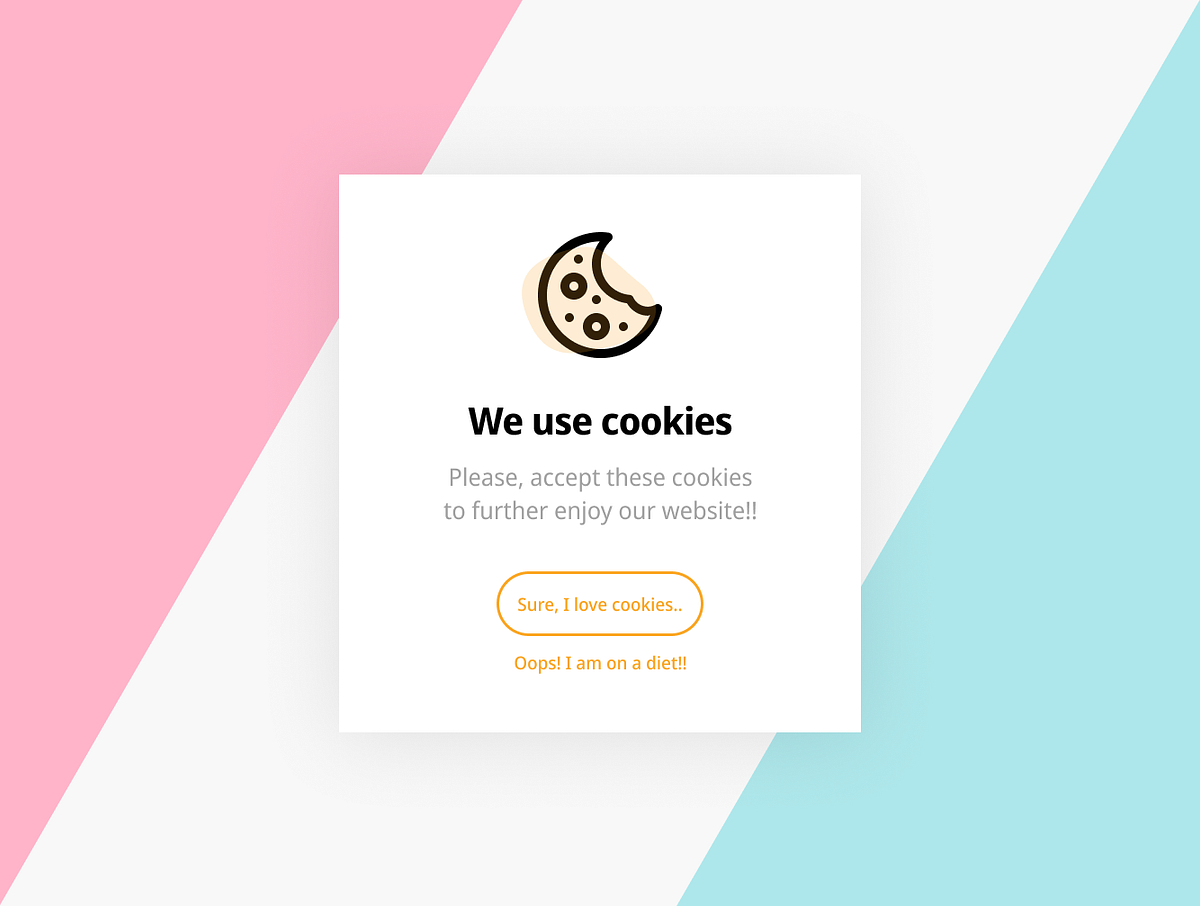 We use cookies
Please, accept these cookies
to further enjoy our website!!
Sure, I love cookies..
Oops! I am on a diet!!